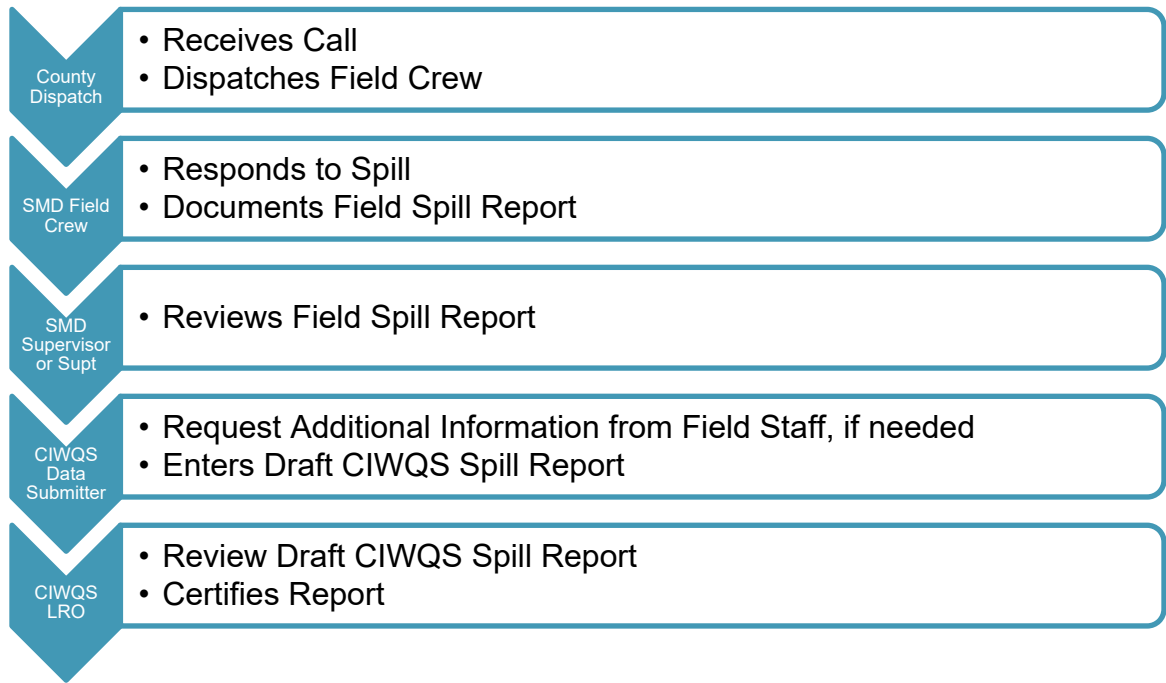 County
Dispatch
• Receives Call
• Dispatches Field Crew
SMD Field
Crew
• Responds to Spill
• Documents Field Spill Report
SMD
Supervisor
or Supt
• Reviews Field Spill Report
CIWQS
Data
Submitter
• Request Additional Information from Field Staff, if needed
• Enters Draft CIWQS Spill Report
CIWQS
LRO
• Review Draft CIWQS Spill Report
• Certifies Report